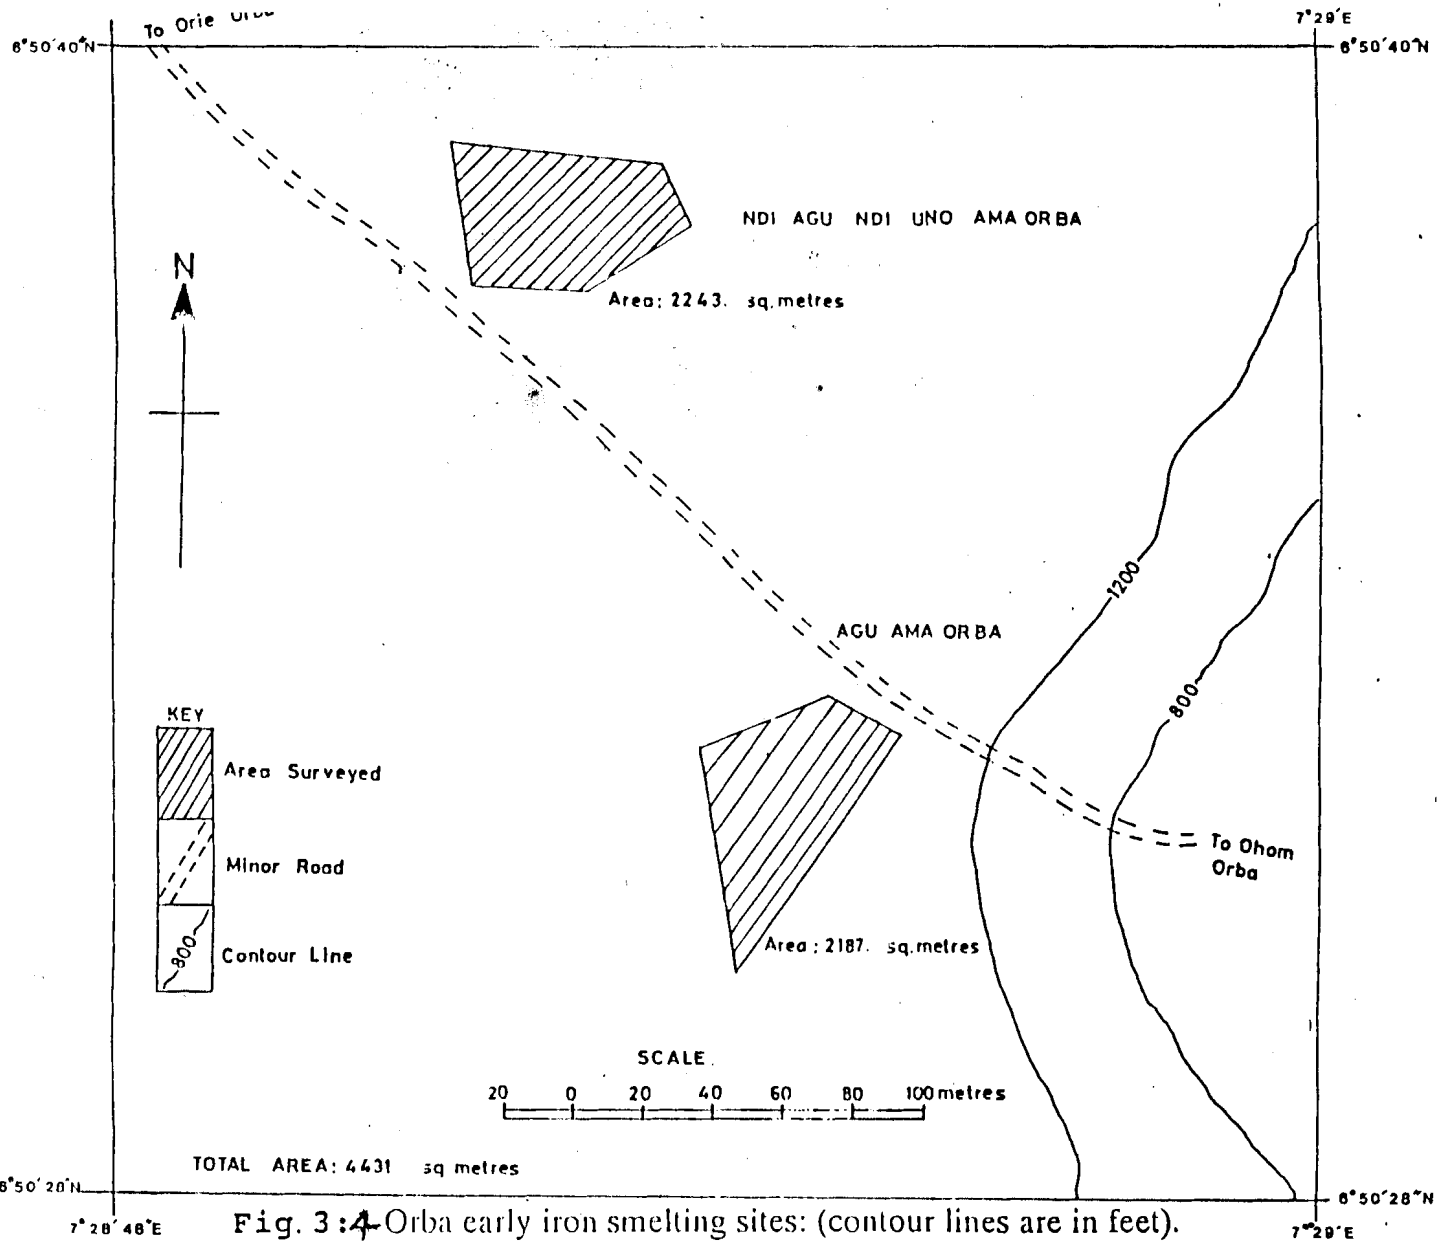 To Orie Orba
7°29'E
6°50'40"N
6°50'40"N
NDI AGU NDI UNO AMA ORBA
N
Area: 2243. sq. metres
1200
AGU AMA ORBA
800
KEY
Area Surveyed
Minor Road
800
Contour Line
To Ohom
Orba
Area: 2187. sq. metres
SCALE
20 0 20 40 60 80 100 metres
TOTAL AREA: 4431 sq metres
6°50'28"N
6°50'28"N
7°28'48"E
7°29'E
Fig. 3:4 Orba early iron smelting sites: (contour lines are in feet).